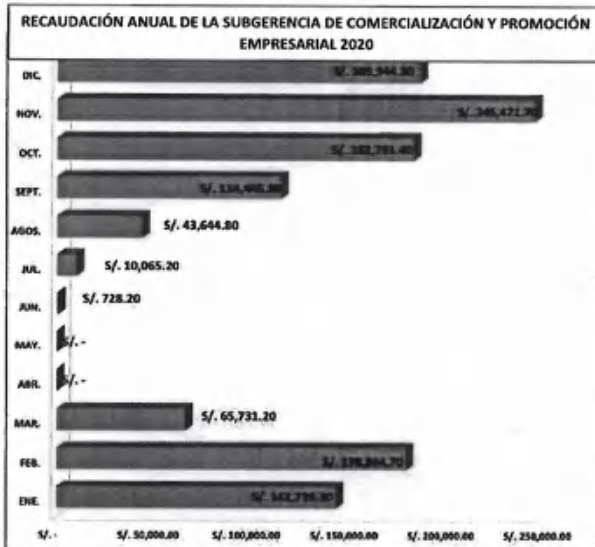 RECAUDACIÓN ANUAL DE LA SUBGERENCIA DE COMERCIALIZACIÓN Y PROMOCIÓN
EMPRESARIAL 2020
DIC.
NOV. S/.
OCT. S/.
SEPT. S/.
AGOS. S/. 43,644.80
JUL. S/. 10,065.20
JUN. S/. 728.20
MAY. S/. -
ABR. S/. -
MAR. S/. 65,731.20
FEB. S/.
ENE. S/.
S/. - S/. 50,000.00 S/. 100,000.00 S/. 150,000.00 S/. 200,000.00 S/. 250,000.00